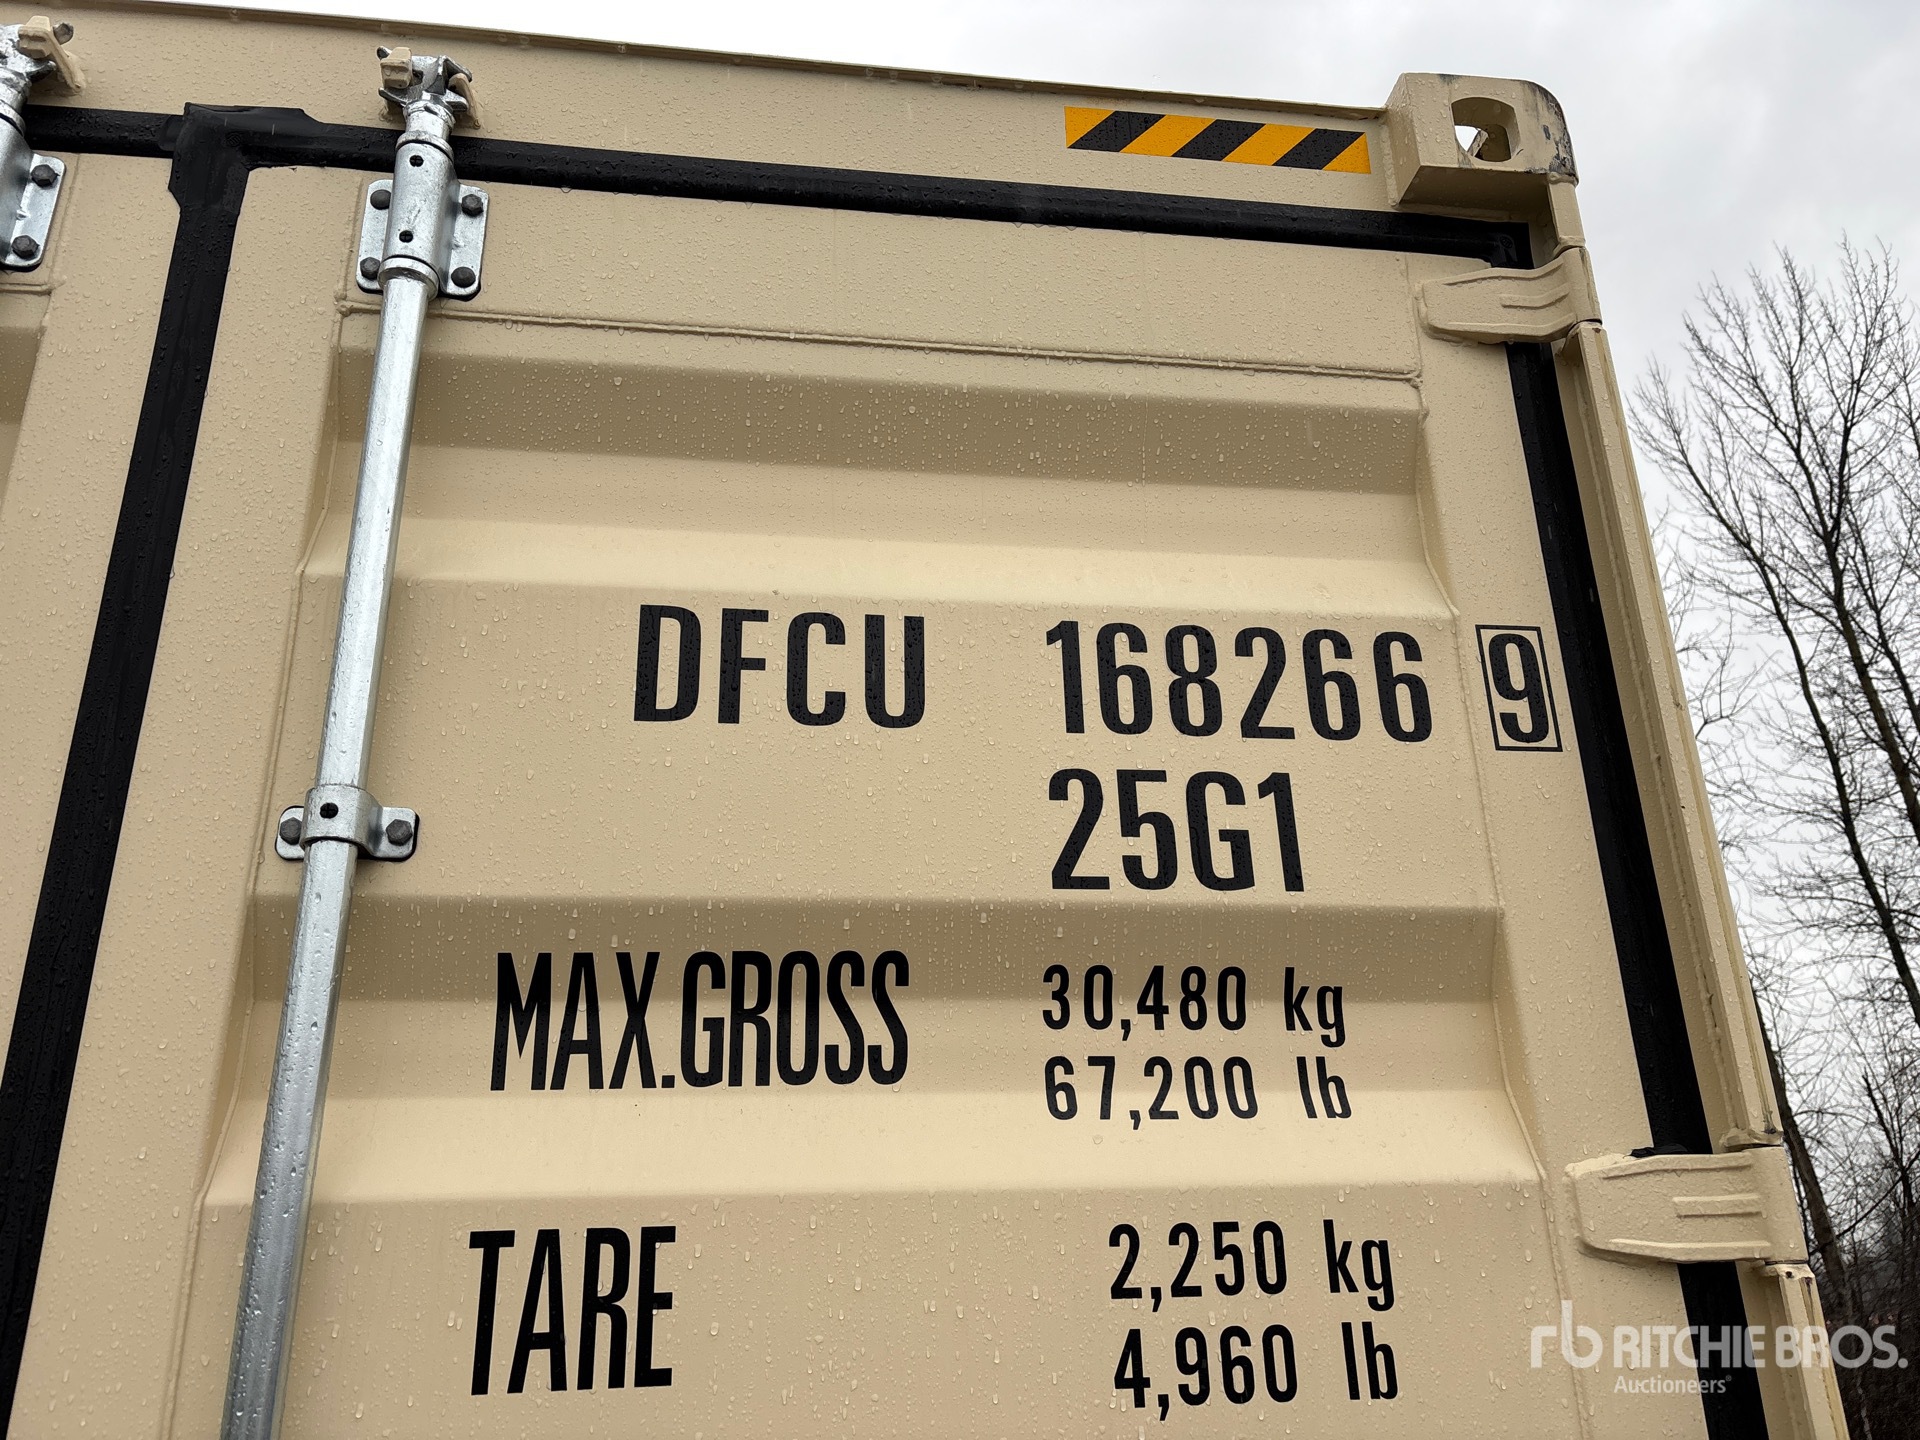 DFCU 168266 9
25G1
MAX.GROSS 30,480 kg
67,200 lb
TARE 2,250 kg
4,960 lb
rb RITCHIE BROS.
Auctioneers